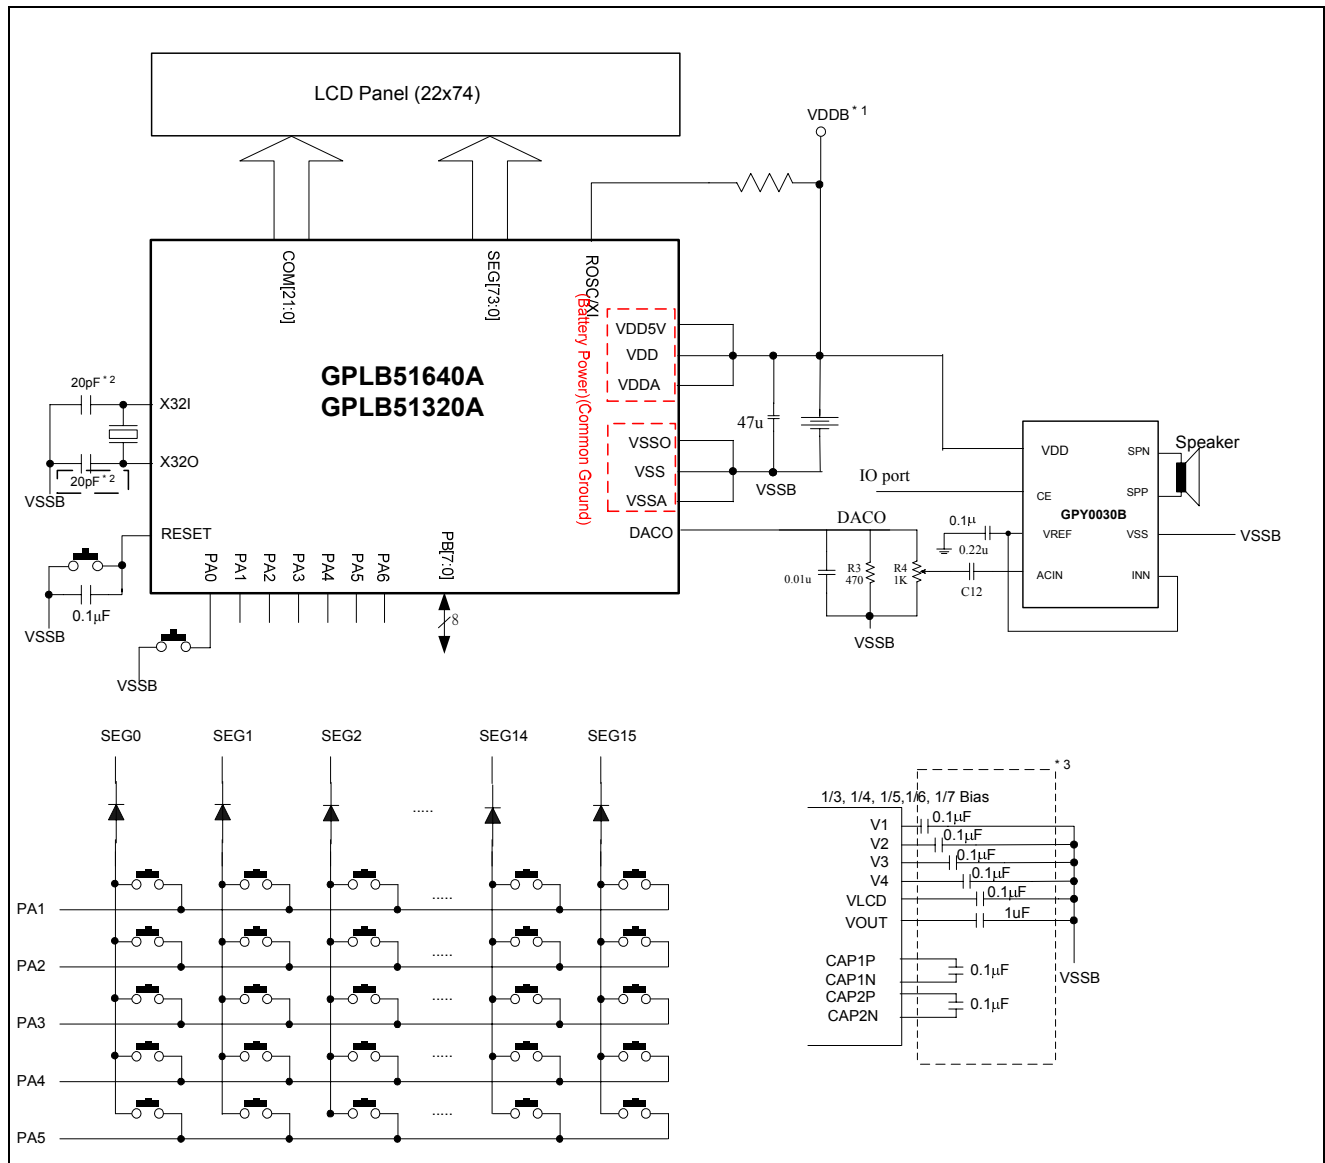 LCD Panel (22x74)
VDDB * 1
COM[21:0]
SEG[73:0]
ROSC/XI
(Battery Power)(Common Ground)
VDD5V
VDD
VDDA
VSSO
VSS
VSSA
DACO
GPLB51640A
GPLB51320A
20pF * 2
X32I
X32O
20pF * 2
VSSB
RESET
0.1μF
VSSB
PA0
PA1
PA2
PA3
PA4
PA5
PA6
PB[7:0]
8
VSSB
47u
VSSB
IO port
DACO
0.01u
R3
470
R4
1K
VSSB
0.1μ
0.22u
C12
VDD
CE
GPY0030B
VREF
ACIN
SPN
SPP
VSS
INN
Speaker
VSSB
SEG0
SEG1
SEG2
SEG14
SEG15
.....
.....
PA1
.....
PA2
.....
PA3
.....
PA4
.....
PA5
* 3
1/3, 1/4, 1/5,1/6, 1/7 Bias
V1
0.1μF
V2
0.1μF
V3
0.1μF
V4
0.1μF
VLCD
0.1μF
VOUT
1uF
CAP1P
CAP1N
0.1μF
CAP2P
CAP2N
0.1μF
VSSB